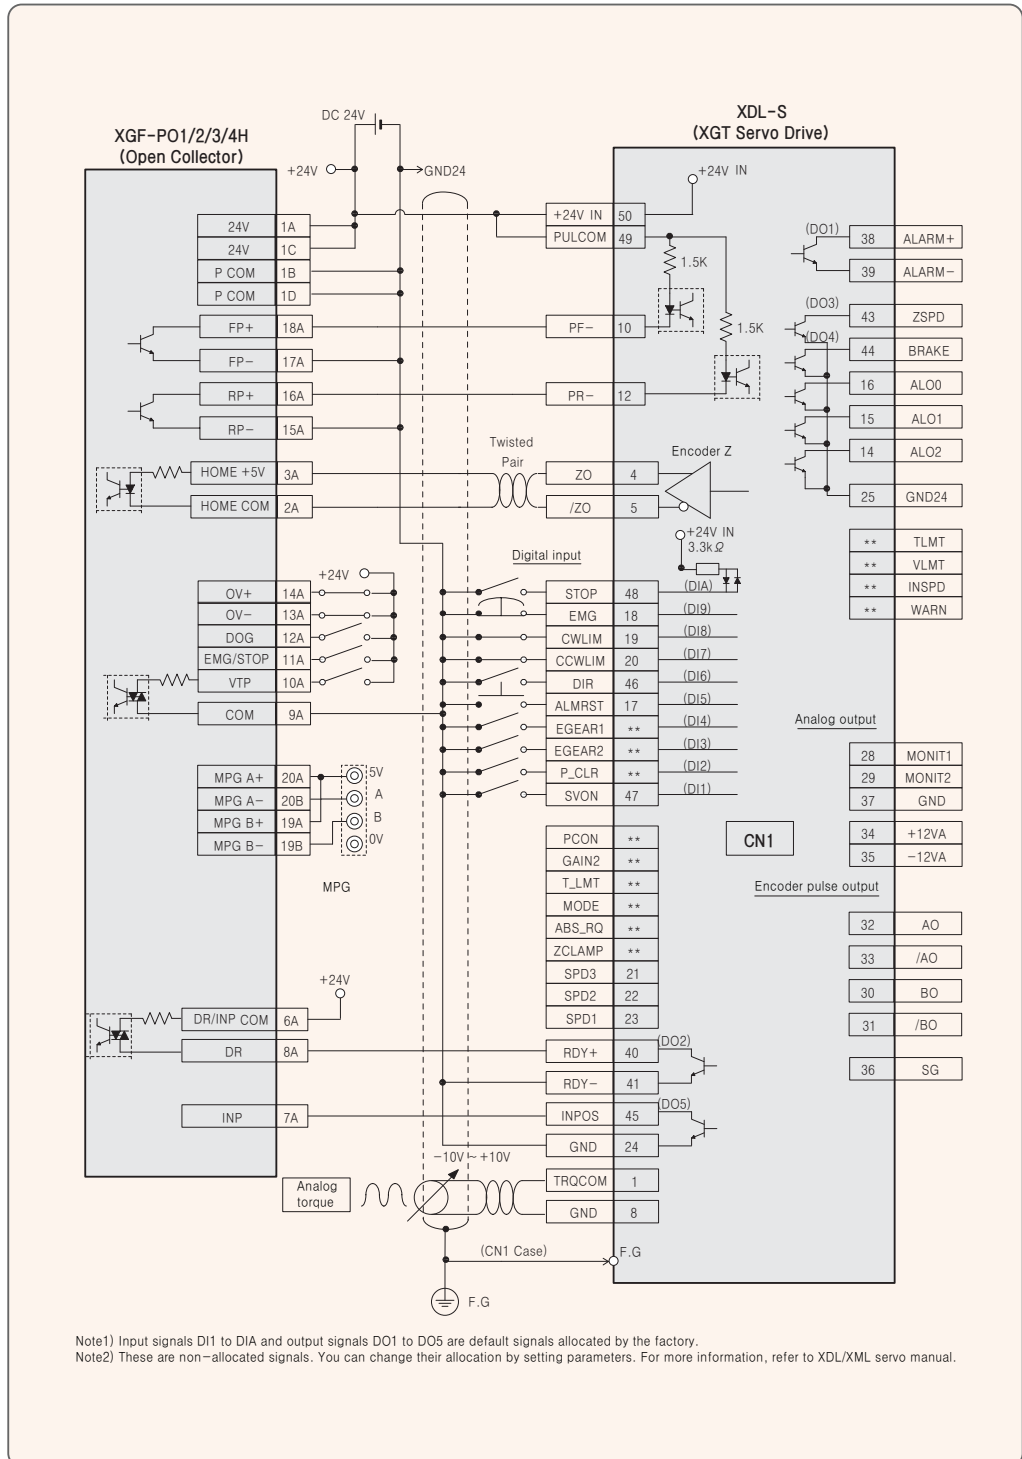 XGF-PO1/2/3/4H
(Open Collector)
XDL-S
(XGT Servo Drive)
DC 24V
+24V
GND24
24V 1A
24V 1C
P COM 1B
P COM 1D
FP+ 18A
FP- 17A
RP+ 16A
RP- 15A
HOME +5V 3A
HOME COM 2A
+24V
OV+ 14A
OV- 13A
DOG 12A
EMG/STOP 11A
VTP 10A
COM 9A
MPG A+ 20A
MPG A- 20B
MPG B+ 19A
MPG B- 19B
5V
A
B
0V
MPG
+24V
DR/INP COM 6A
DR 8A
INP 7A
Analog
torque
-10V ~ +10V
Twisted
Pair
Digital input
+24V IN 50
PULCOM 49
PF- 10
PR- 12
ZO 4
/ZO 5
STOP 48 (DIA)
EMG 18 (DI9)
CWLIM 19 (DI8)
CCWLIM 20 (DI7)
DIR 46 (DI6)
ALMRST 17 (DI5)
EGEAR1 ** (DI4)
EGEAR2 ** (DI3)
P_CLR ** (DI2)
SVON 47 (DI1)
PCON **
GAIN2 **
T_LMT **
MODE **
ABS_RQ **
ZCLAMP **
SPD3 21
SPD2 22
SPD1 23
RDY+ 40 (DO2)
RDY- 41
INPOS 45 (DO5)
GND 24
TRQCOM 1
GND 8
(CN1 Case)
F.G
F.G
+24V IN
1.5K
1.5K
Encoder Z
+24V IN
3.3kΩ
CN1
(DO1)
38 ALARM+
39 ALARM-
(DO3)
43 ZSPD
(DO4)
44 BRAKE
16 ALO0
15 ALO1
14 ALO2
25 GND24
** TLMT
** VLMT
** INSPD
** WARN
Analog output
28 MONIT1
29 MONIT2
37 GND
34 +12VA
35 -12VA
Encoder pulse output
32 AO
33 /AO
30 BO
31 /BO
36 SG
Note1) Input signals DI1 to DIA and output signals DO1 to DO5 are default signals allocated by the factory.
Note2) These are non-allocated signals. You can change their allocation by setting parameters. For more information, refer to XDL/XML servo manual.